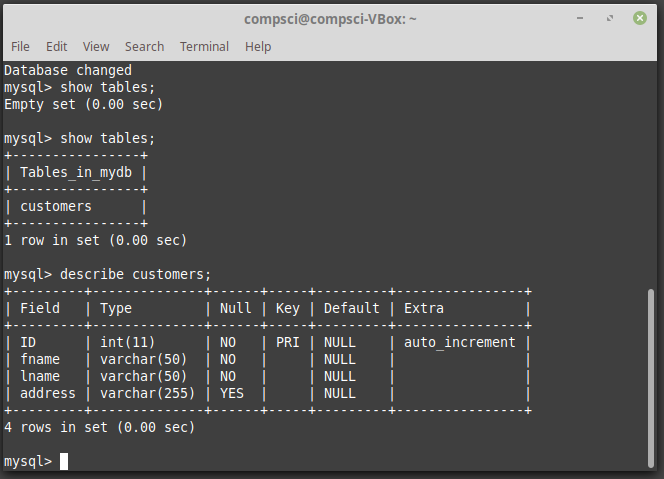 compsci@compsci-VBox: ~
File Edit View Search Terminal Help
Database changed
mysql> show tables;
Empty set (0.00 sec)

mysql> show tables;
+----------------+
| Tables_in_mydb |
+----------------+
| customers      |
+----------------+
1 row in set (0.00 sec)

mysql> describe customers;
+---------+--------------+------+-----+---------+----------------+
| Field   | Type         | Null | Key | Default | Extra          |
+---------+--------------+------+-----+---------+----------------+
| ID      | int(11)      | NO   | PRI | NULL    | auto_increment |
| fname   | varchar(50)  | NO   |     | NULL    |                |
| lname   | varchar(50)  | NO   |     | NULL    |                |
| address | varchar(255) | YES  |     | NULL    |                |
+---------+--------------+------+-----+---------+----------------+
4 rows in set (0.00 sec)

mysql>